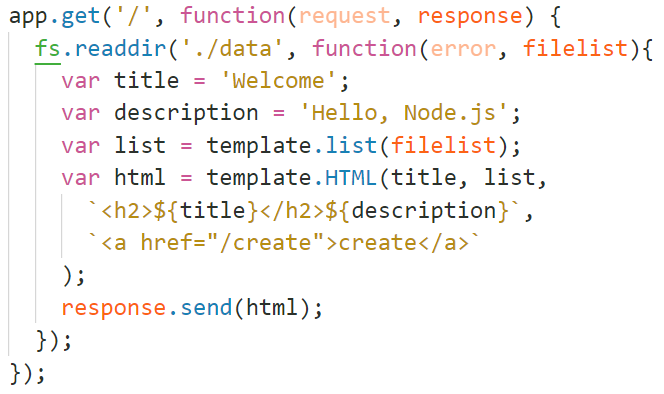 app.get('/', function(request, response) {
  fs.readdir('./data', function(error, filelist){
    var title = 'Welcome';
    var description = 'Hello, Node.js';
    var list = template.list(filelist);
    var html = template.HTML(title, list,
      `<h2>${title}</h2>${description}`,
      `<a href="/create">create</a>`
    );
    response.send(html);
  });
});